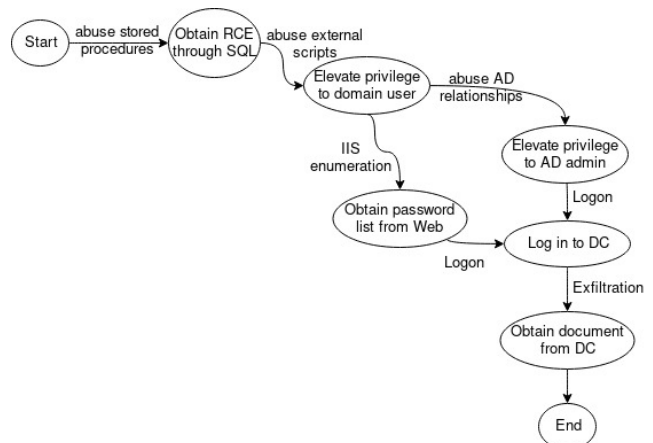 Start
abuse stored
procedures
Obtain RCE
through SQL
abuse external
scripts
Elevate privilege
to domain user
abuse AD
relationships
Elevate privilege
to AD admin
IIS
enumeration
Obtain password
list from Web
Logon
Logon
Log in to DC
Exfiltration
Obtain document
from DC
End